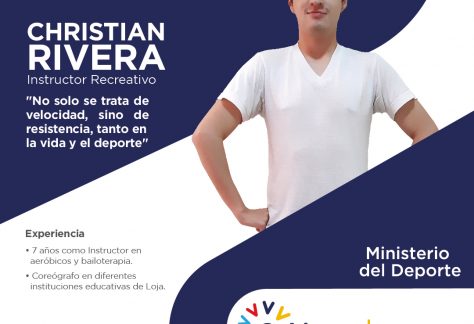 CHRISTIAN
RIVERA
Instructor Recreativo
"No solo se trata de
velocidad, sino de
resistencia, tanto en
la vida y el deporte"
Experiencia
• 7 años como Instructor en
aeróbicos y bailoterapia.
• Coreógrafo en diferentes
instituciones educativas de Loja.
Ministerio
del Deporte